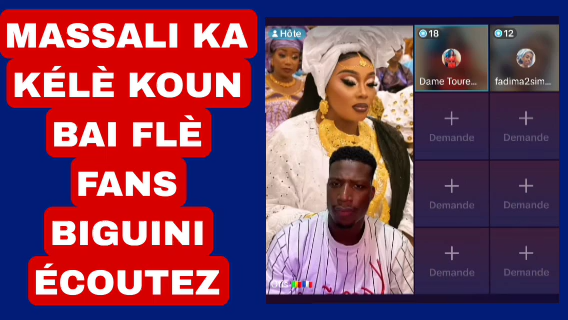 MASSALI KA
KÉLÈ KOUN
BAI FLÈ
FANS
BIGUINI
ÉCOUTEZ
Hôte
18
Dame Toure...
12
fadima2sim...
Demande
Demande
Demande
Demande
Demande
Demande